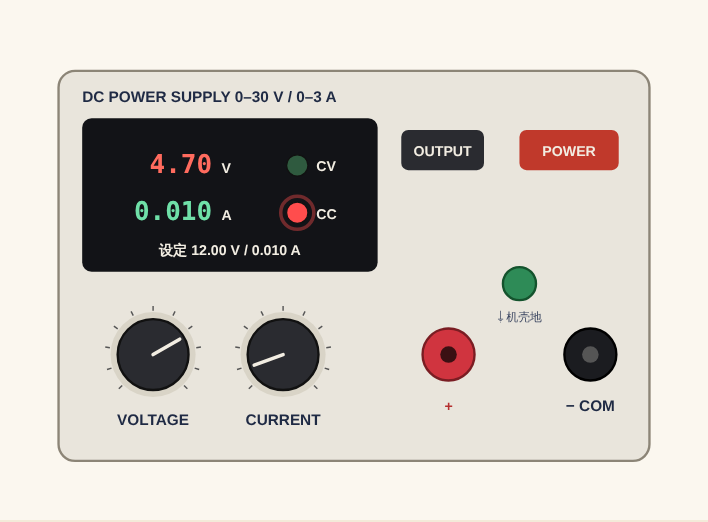 DC POWER SUPPLY 0–30 V / 0–3 A
4.70 V
CV
0.010 A
CC
设定 12.00 V / 0.010 A
OUTPUT
POWER
⏚机壳地
VOLTAGE
CURRENT
+
− COM